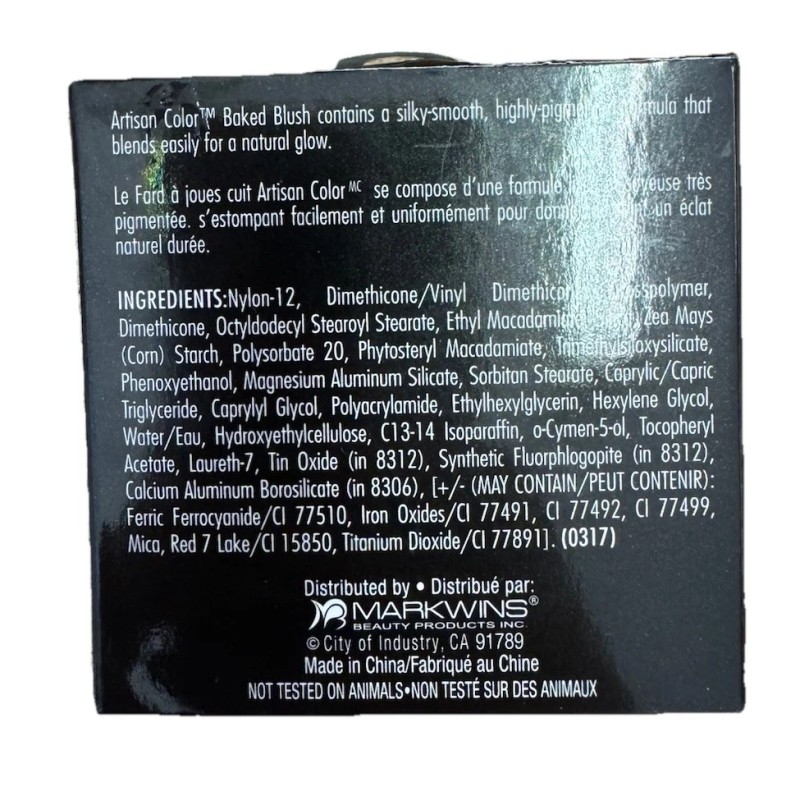 Artisan Color™ Baked Blush contains a silky-smooth, highly-pigm formula that
blends easily for a natural glow.
Le Fard à joues cuit Artisan Color MC se compose d'une formule soyeuse très
pigmentée. s'estompant facilement et uniformément pour un éclat
naturel durée.
INGREDIENTS:Nylon-12, Dimethicone/Vinyl Dimethicone Crosspolymer,
Dimethicone, Octyldodecyl Stearoyl Stearate, Ethyl Macadamiate, Zea Mays
(Corn) Starch, Polysorbate 20, Phytosteryl Macadamiate, Trimethylsiloxysilicate,
Phenoxyethanol, Magnesium Aluminum Silicate, Sorbitan Stearate, Caprylic/Capric
Triglyceride, Caprylyl Glycol, Polyacrylamide, Ethylhexylglycerin, Hexylene Glycol,
Water/Eau, Hydroxyethylcellulose, C13-14 Isoparaffin, o-Cymen-5-ol, Tocopheryl
Acetate, Laureth-7, Tin Oxide (in 8312), Synthetic Fluorphlogopite (in 8312),
Calcium Aluminum Borosilicate (in 8306), [+/- (MAY CONTAIN/PEUT CONTENIR):
Ferric Ferrocyanide/CI 77510, Iron Oxides/CI 77491, CI 77492, CI 77499,
Mica, Red 7 Lake/CI 15850, Titanium Dioxide/CI 77891]. (0317)
Distributed by • Distribué par:
MARKWINS®
BEAUTY PRODUCTS INC.
© City of Industry, CA 91789
Made in China/Fabriqué au Chine
NOT TESTED ON ANIMALS•NON TESTÉ SUR DES ANIMAUX